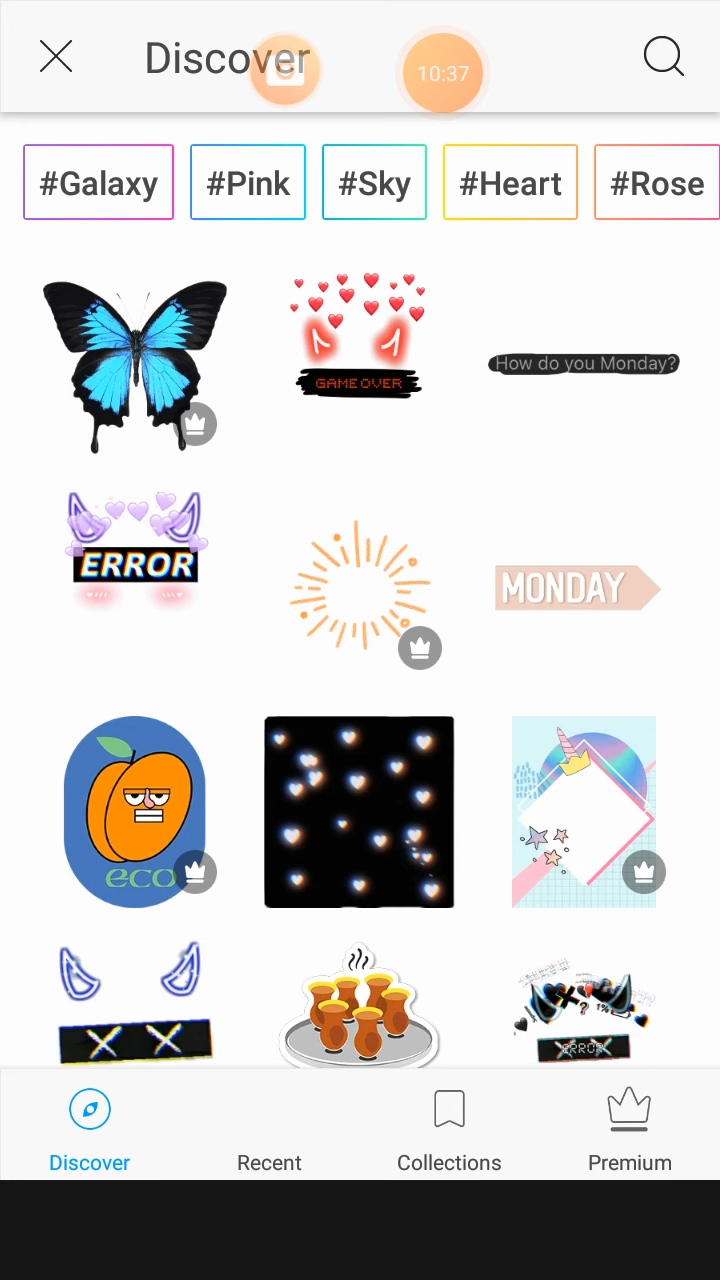 Discover
10:37
#Galaxy
#Pink
#Sky
#Heart
#Rose
GAME OVER
How do you Monday?
ERROR
MONDAY
eco
1%
?
ERROR
Discover
Recent
Collections
Premium